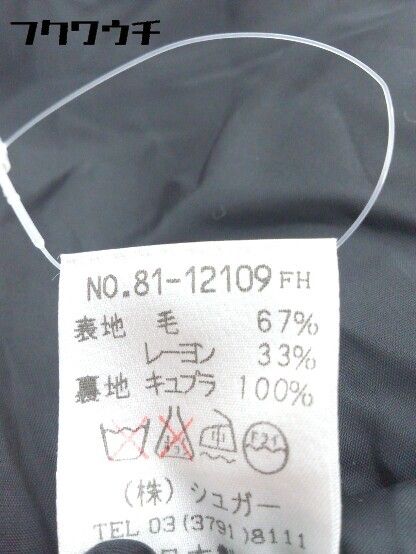 フクワウチ
NO.81-12109 FH
表地 毛 67%
レーヨン 33%
裏地 キュプラ 100%
中
(株) シュガー
TEL 03(3791)8111